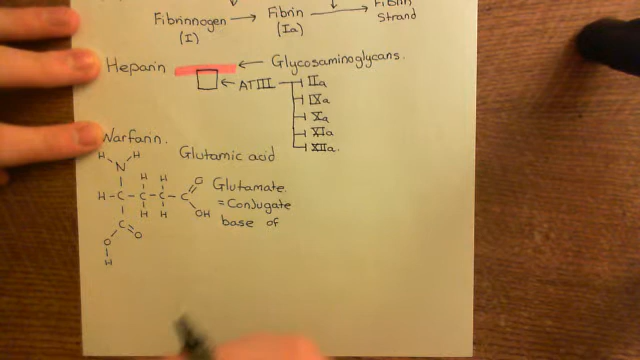 Fibrinnogen → Fibrin → Fibrin
(I) (Ia) Strand
Heparin ← Glycosaminoglycans.
← ATIII IIa
IXa
Xa
XIa
XIIa.
Warfarin.
Glutamic acid
H H
N
H H O
H-C-C-C-C
H H OH
C O
O
H
Glutamate
= Conjugate
base of